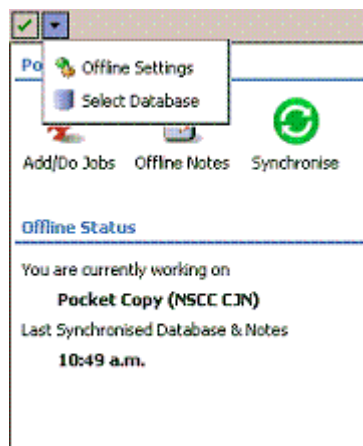 Offline Settings
Po
Select Database
Add/Do Jobs Offline Notes Synchronise
Offline Status
You are currently working on
Pocket Copy (NSCC CJN)
Last Synchronised Database & Notes
10:49 a.m.